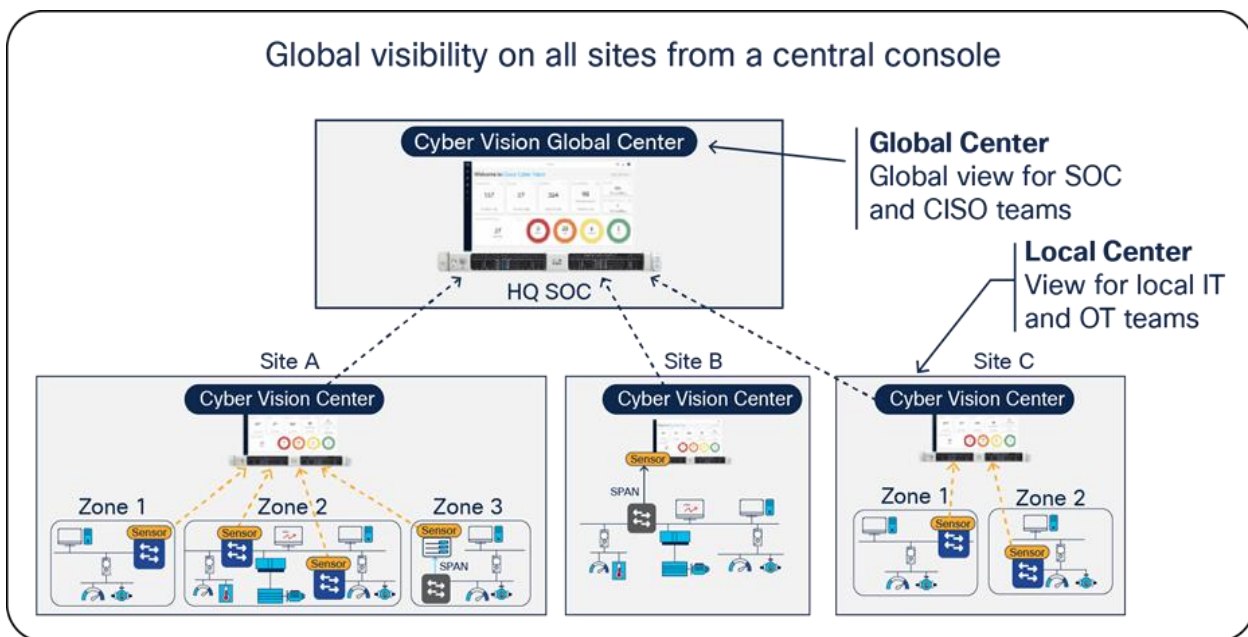 Global visibility on all sites from a central console
Cyber Vision Global Center
Global Center
Global view for SOC
and CISO teams
HQ SOC
Local Center
View for local IT
and OT teams
Site A
Site B
Site C
Cyber Vision Center
Cyber Vision Center
Cyber Vision Center
Sensor
SPAN
Zone 1
Zone 2
Zone 3
Zone 1
Zone 2
Sensor
Sensor
Sensor
Sensor
SPAN
Sensor
Sensor